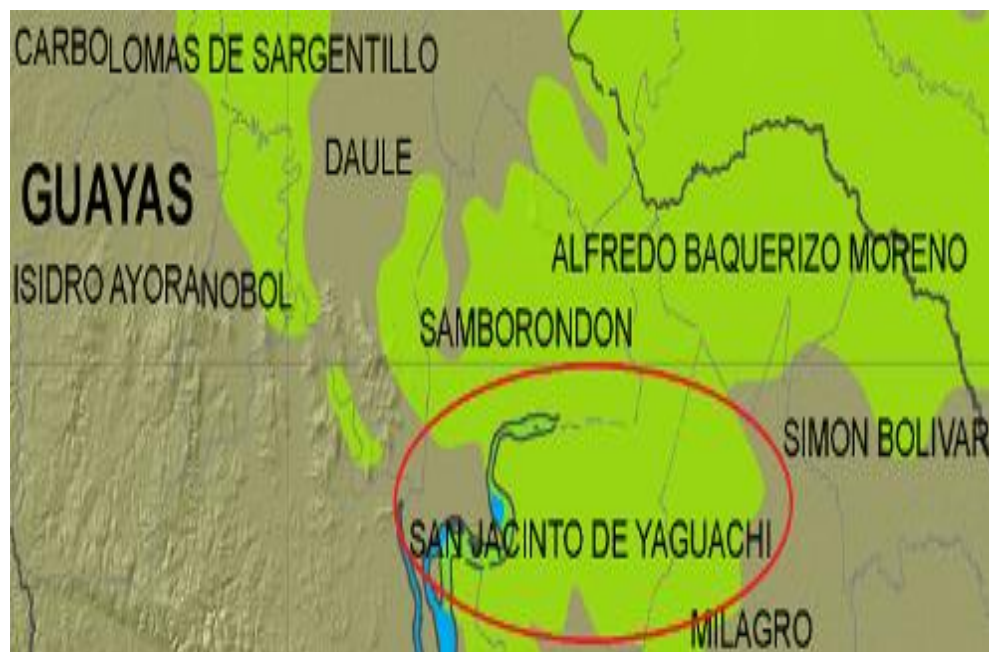 CARBO
LOMAS DE SARGENTILLO
DAULE
GUAYAS
ALFREDO BAQUERIZO MORENO
ISIDRO AYORA
NOBOL
SAMBORONDON
SIMON BOLIVAR
SAN JACINTO DE YAGUACHI
MILAGRO